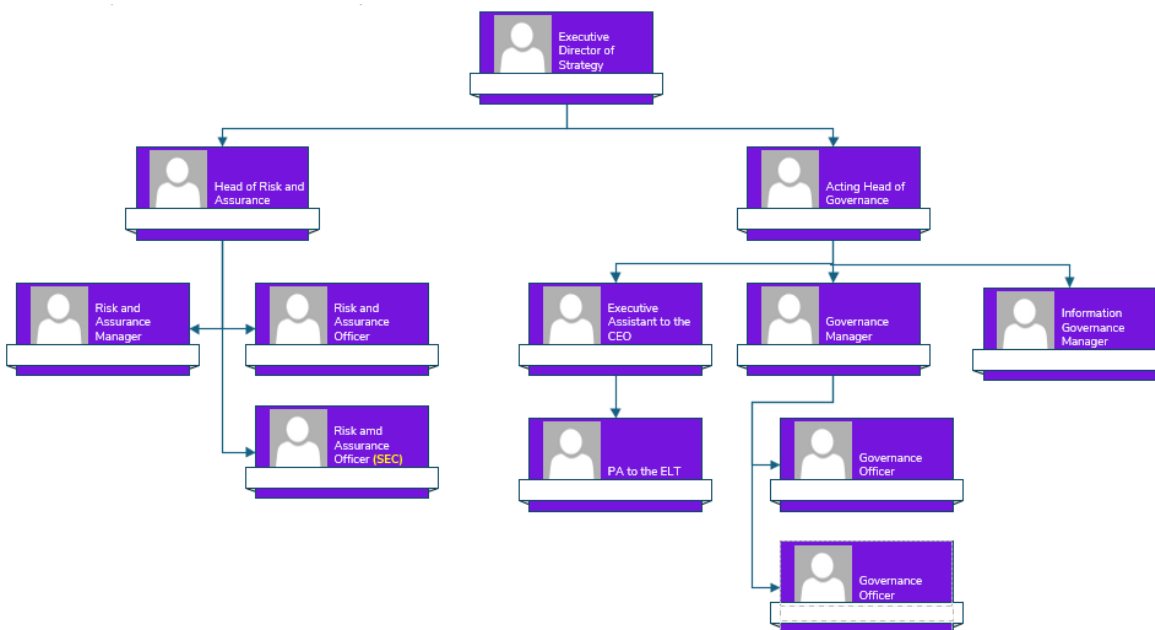 Executive
Director of
Strategy
Head of Risk and
Assurance
Acting Head of
Governance
Risk and
Assurance
Manager
Risk and
Assurance
Officer
Executive
Assistant to the
CEO
Governance
Manager
Information
Governance
Manager
Risk amd
Assurance
Officer (SEC)
PA to the ELT
Governance
Officer
Governance
Officer